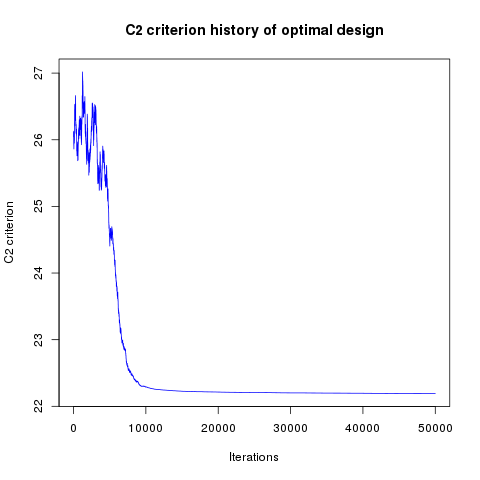 C2 criterion history of optimal design
C2 criterion
27
26
25
24
23
22
0 10000 20000 30000 40000 50000
Iterations